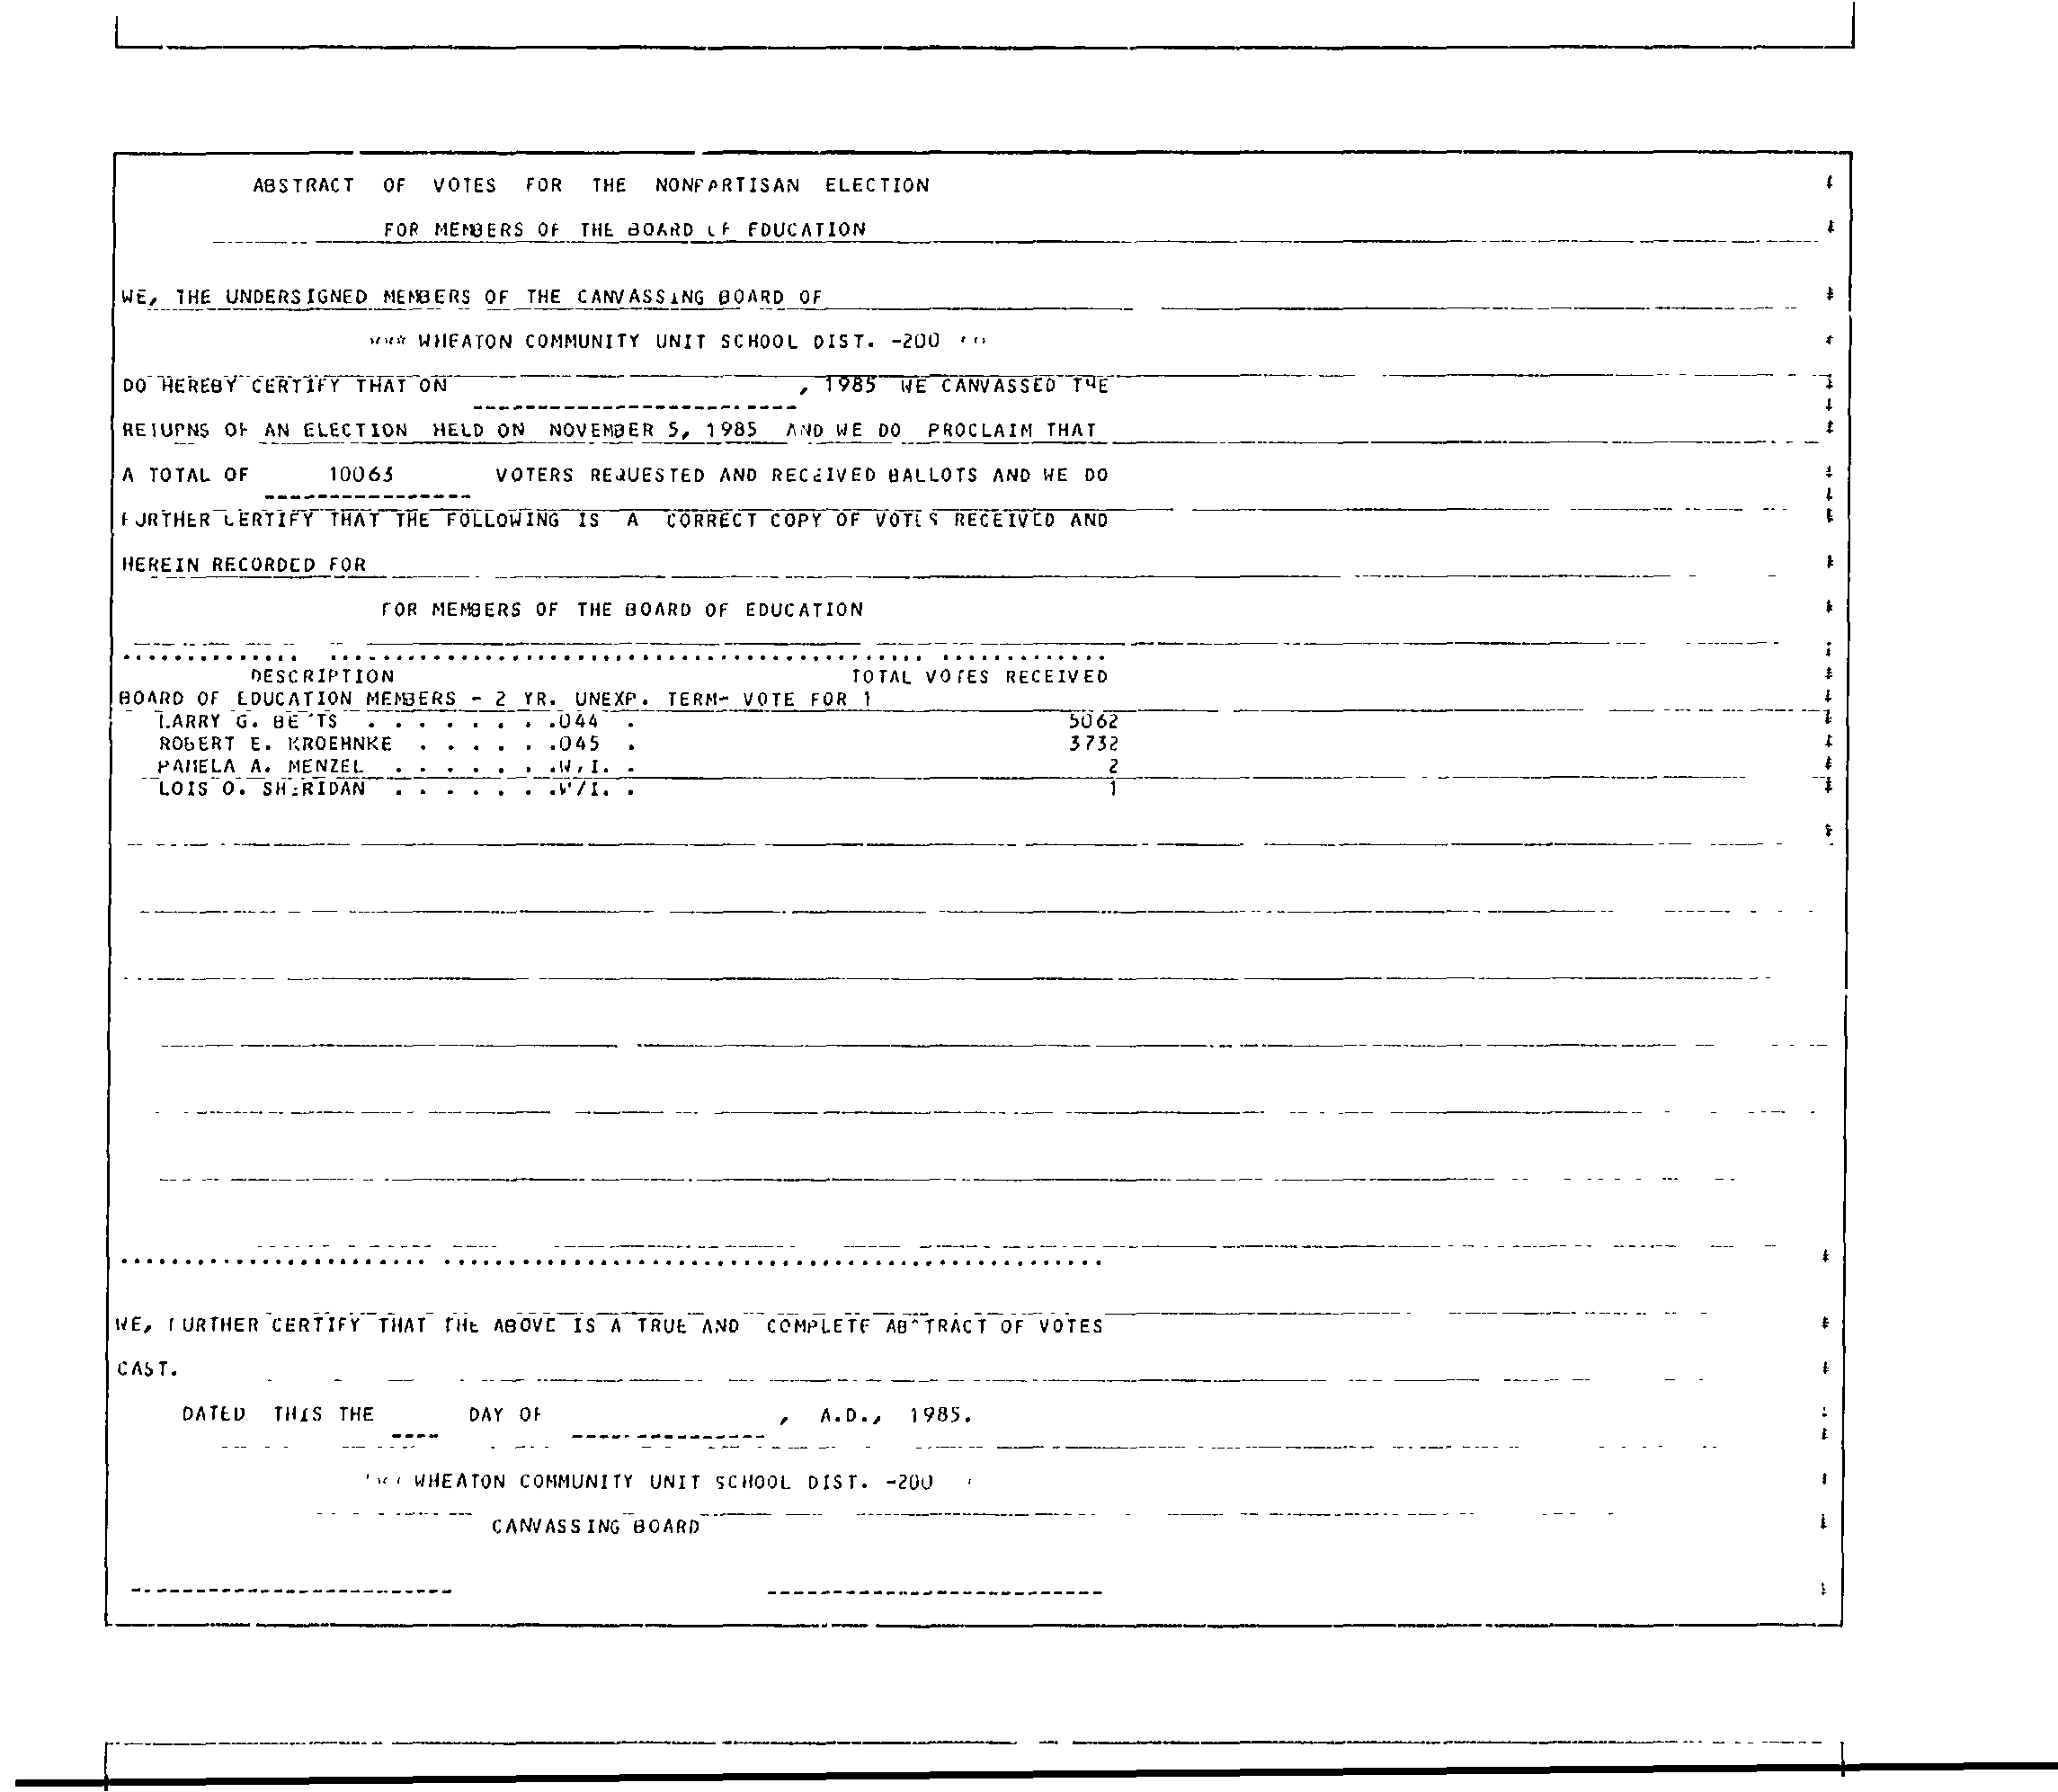 ABSTRACT OF VOTES FOR THE NONPARTISAN ELECTION
FOR MEMBERS OF THE BOARD OF EDUCATION
WE, THE UNDERSIGNED MEMBERS OF THE CANVASSING BOARD OF
*** WHEATON COMMUNITY UNIT SCHOOL DIST. -200
DO HEREBY CERTIFY THAT ON , 1985 WE CANVASSED THE
RETURNS OF AN ELECTION HELD ON NOVEMBER 5, 1985 AND WE DO PROCLAIM THAT
A TOTAL OF 10063 VOTERS REQUESTED AND RECEIVED BALLOTS AND WE DO
FURTHER CERTIFY THAT THE FOLLOWING IS A CORRECT COPY OF VOTES RECEIVED AND
HEREIN RECORDED FOR
FOR MEMBERS OF THE BOARD OF EDUCATION
DESCRIPTION TOTAL VOTES RECEIVED
BOARD OF EDUCATION MEMBERS - 2 YR. UNEXP. TERM- VOTE FOR 1
LARRY G. . . . . . . . .044 . 5062
ROBERT E. KROEHNKE . . . . . .045 . 3732
PAMELA A. MENZEL . . . . . . .W/I. . 2
LOIS O. SHERIDAN . . . . . . .W/I. . 1
WE, FURTHER CERTIFY THAT THE ABOVE IS A TRUE AND COMPLETE ABSTRACT OF VOTES
CAST.
DATED THIS THE DAY OF , A.D., 1985.
WHEATON COMMUNITY UNIT SCHOOL DIST. -200
CANVASSING BOARD